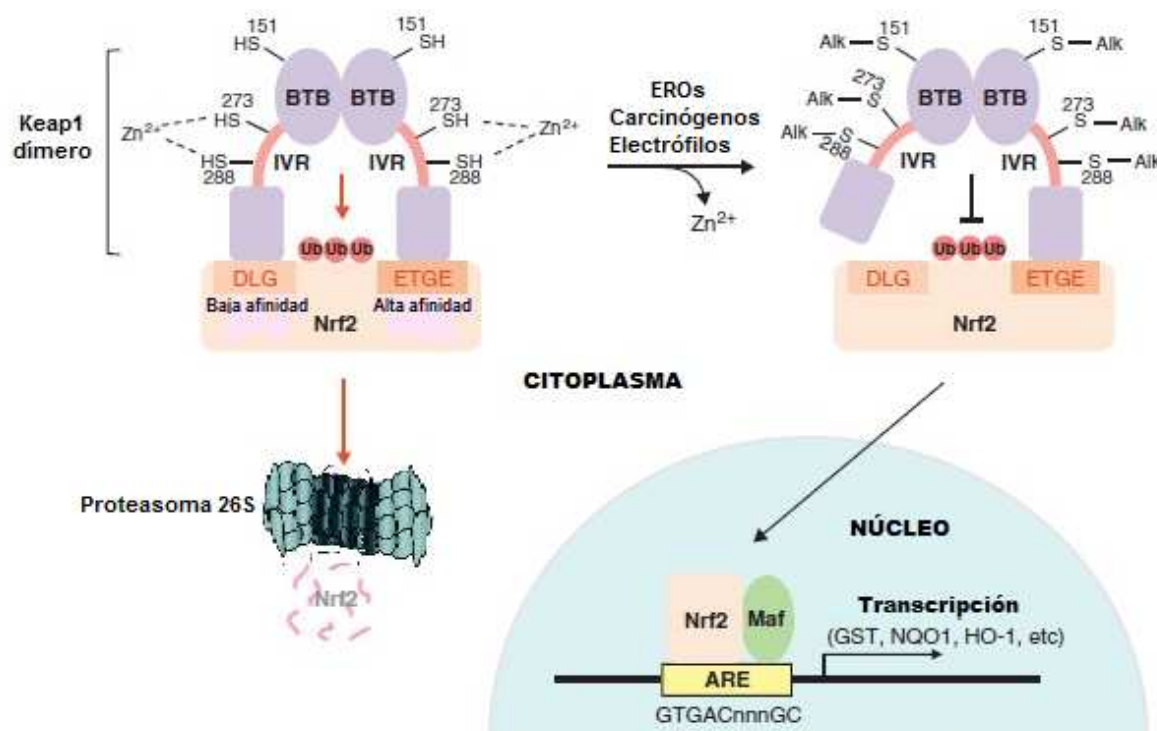 151
HS
151
SH
BTB
BTB
Keap1
dímero
Zn2+
273
HS
273
SH
Zn2+
HS
288
IVR
IVR
SH
288
Ub Ub Ub
DLG
ETGE
Baja afinidad
Alta afinidad
Nrf2
EROs
Carcinógenos
Electrófilos
Zn2+
151
Alk S
151
S Alk
BTB
BTB
273
Alk S
273
S Alk
Alk S
288
IVR
IVR
S Alk
288
Ub Ub Ub
DLG
ETGE
Nrf2
CITOPLASMA
Proteasoma 26S
Nrf2
NÚCLEO
Nrf2
Maf
Transcripción
(GST, NQO1, HO-1, etc)
ARE
GTGACnnnGC